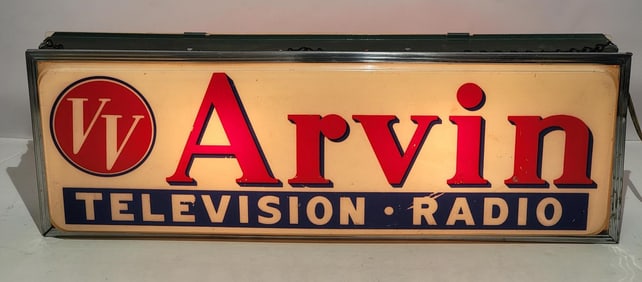 VV
Arvin
TELEVISION · RADIO